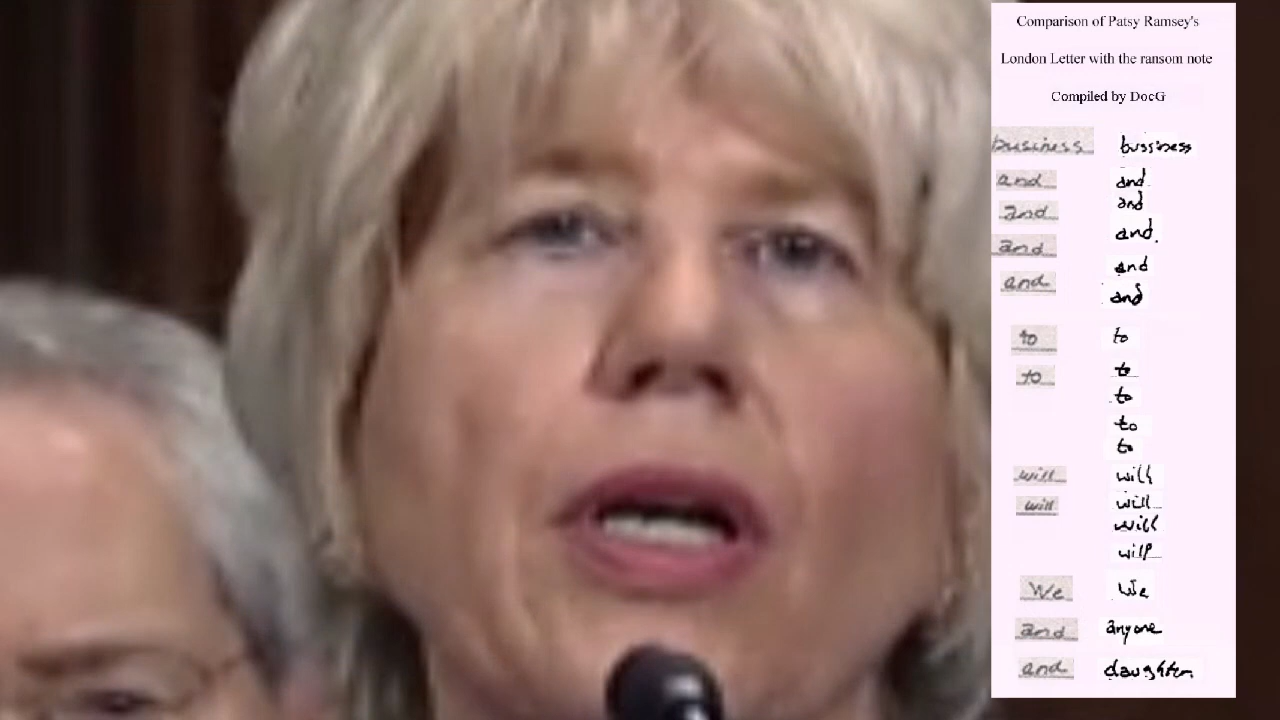 Comparison of Patsy Ramsey's
London Letter with the ransom note
Compiled by DocG
business bussiness
and and
and and
and and.
and and
and
to to
to to
to
to
to
will will
will will
will
will
We We
and anyone
and daughter